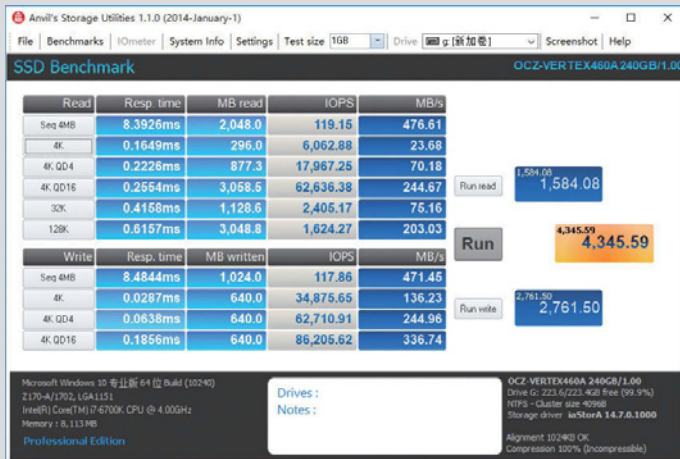 Anvil's Storage Utilities 1.1.0 (2014-January-1)
File Benchmarks IOmeter System Info Settings Test size 1GB Drive g: [新加卷] Screenshot Help
SSD Benchmark OCZ-VERTEX460A 240GB/1.00
Read Resp. time MB read IOPS MB/s
Seq 4MB 8.3926ms 2,048.0 119.15 476.61
4K 0.1649ms 296.0 6,062.88 23.68
4K QD4 0.2226ms 877.3 17,967.25 70.18
4K QD16 0.2554ms 3,058.5 62,636.38 244.67
32K 0.4158ms 1,128.6 2,405.17 75.16
128K 0.6157ms 3,048.8 1,624.27 203.03
Run read 1,584.08 1,584.08
Run 4,345.59 4,345.59
Write Resp. time MB written IOPS MB/s
Seq 4MB 8.4844ms 1,024.0 117.86 471.45
4K 0.0287ms 640.0 34,875.65 136.23
4K QD4 0.0638ms 640.0 62,710.91 244.96
4K QD16 0.1856ms 640.0 86,205.62 336.74
Run write 2,761.50 2,761.50
Microsoft Windows 10 专业版 64 位 Build (10240)
Z170-A/1702, LGA1151
Intel(R) Core(TM) i7-6700K CPU @ 4.00GHz
Memory : 8,113 MB
Professional Edition
Drives :
Notes :
OCZ-VERTEX460A 240GB/1.00
Drive G: 223.6/223.4GB free (99.9%)
NTFS - Cluster size 4096B
Storage driver iaStorA 14.7.0.1000
Alignment 1024KB OK
Compression 100% (Incompressible)